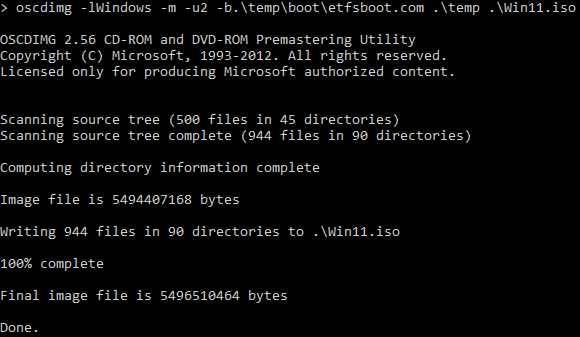 > oscdimg -lWindows -m -u2 -b.\temp\boot\etfsboot.com .\temp .\Win11.iso
OSCDIMG 2.56 CD-ROM and DVD-ROM Premastering Utility
Copyright (C) Microsoft, 1993-2012. All rights reserved.
Licensed only for producing Microsoft authorized content.
Scanning source tree (500 files in 45 directories)
Scanning source tree complete (944 files in 90 directories)
Computing directory information complete
Image file is 5494407168 bytes
Writing 944 files in 90 directories to .\Win11.iso
100% complete
Final image file is 5496510464 bytes
Done.